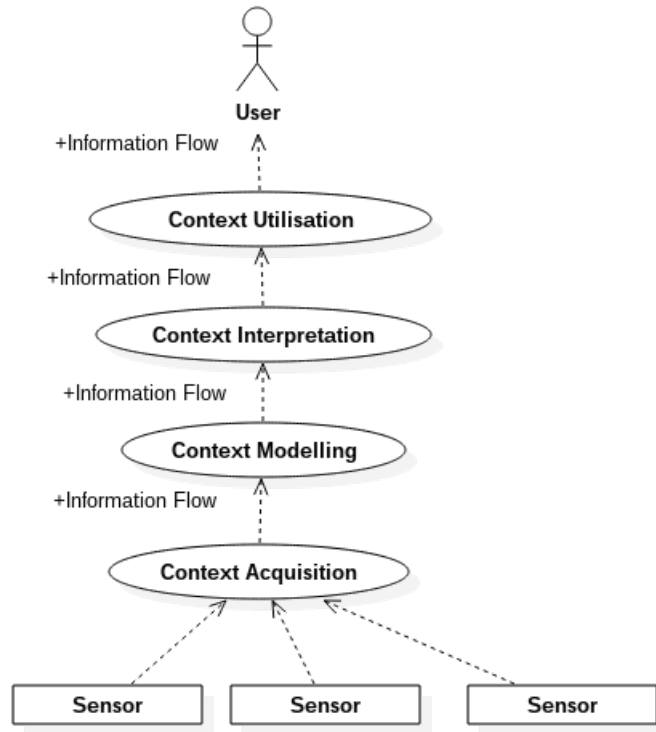 User
+Information Flow
Context Utilisation
+Information Flow
Context Interpretation
+Information Flow
Context Modelling
+Information Flow
Context Acquisition
Sensor
Sensor
Sensor